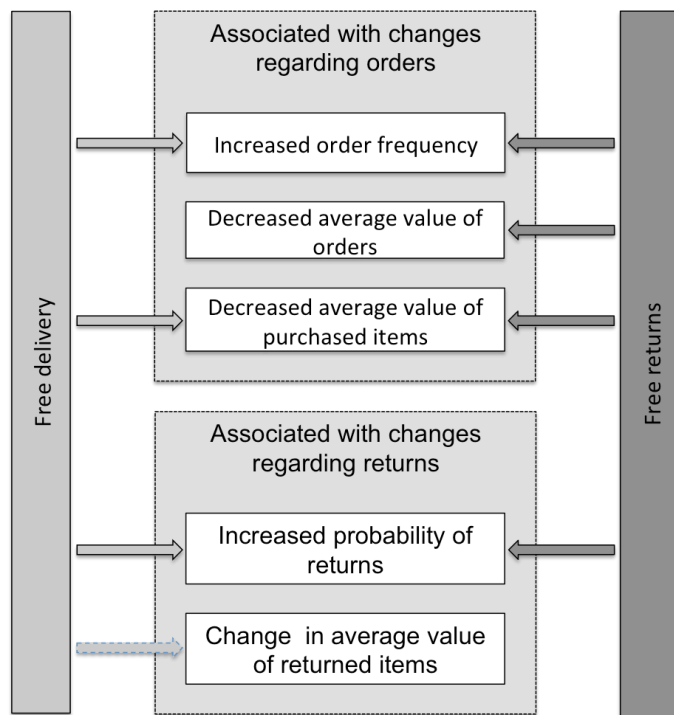 Associated with changes
regarding orders
Increased order frequency
Decreased average value of
orders
Decreased average value of
purchased items
Free delivery
Free returns
Associated with changes
regarding returns
Increased probability of
returns
Change in average value
of returned items